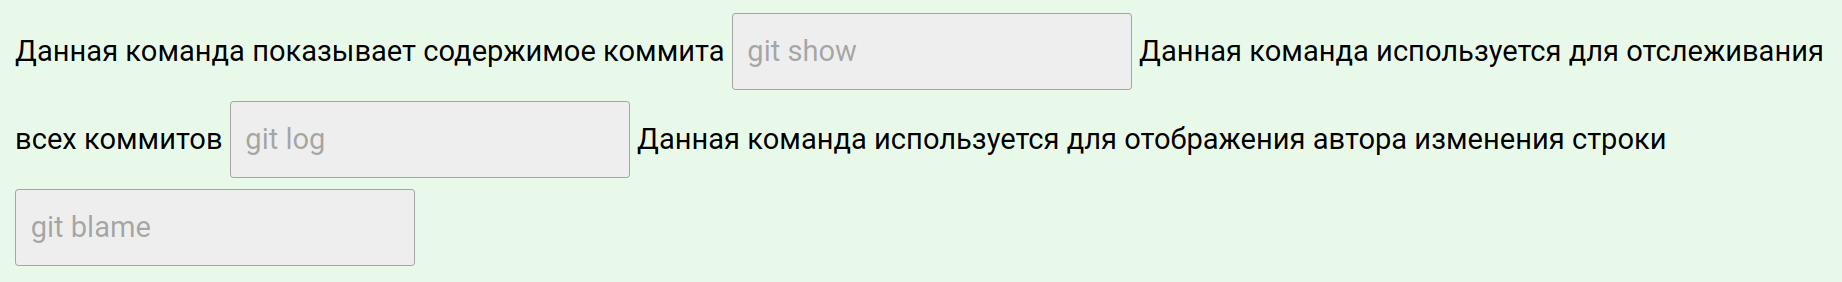 Данная команда показывает содержимое коммита git show Данная команда используется для отслеживания
всех коммитов git log Данная команда используется для отображения автора изменения строки
git blame